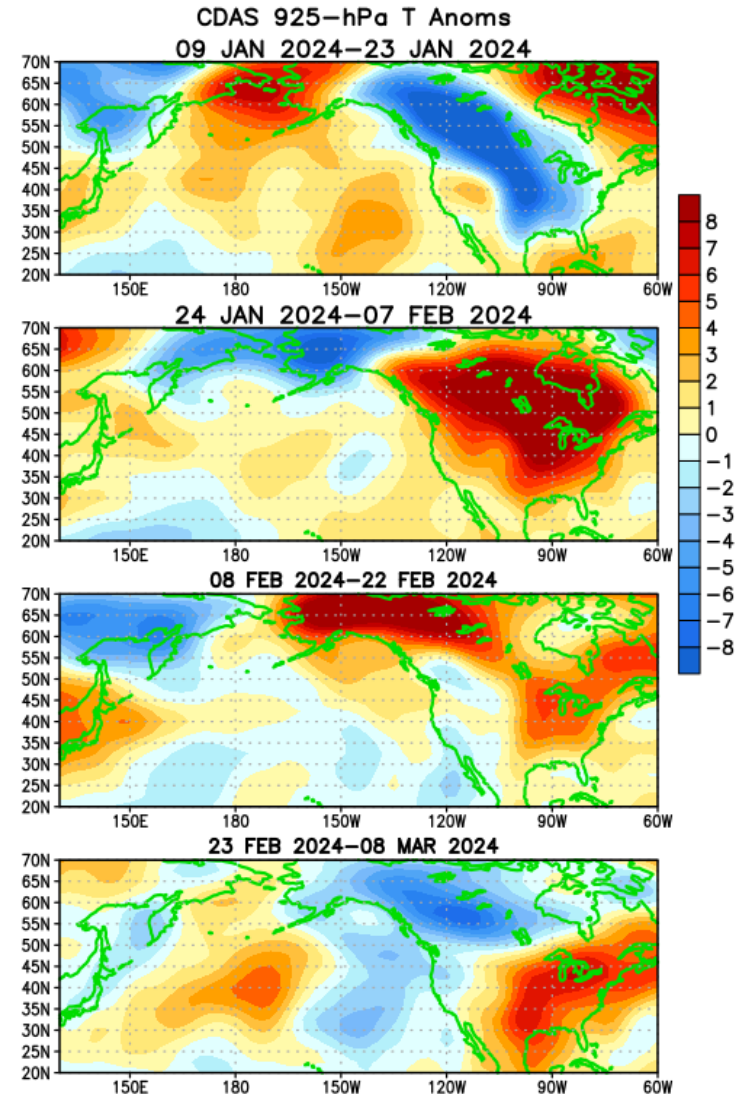 CDAS 925-hPa T Anoms
09 JAN 2024-23 JAN 2024
70N
65N
60N
55N
50N
45N
40N
35N
30N
25N
20N
150E 180 150W 120W 90W 60W
24 JAN 2024-07 FEB 2024
70N
65N
60N
55N
50N
45N
40N
35N
30N
25N
20N
150E 180 150W 120W 90W 60W
08 FEB 2024-22 FEB 2024
70N
65N
60N
55N
50N
45N
40N
35N
30N
25N
20N
150E 180 150W 120W 90W 60W
23 FEB 2024-08 MAR 2024
70N
65N
60N
55N
50N
45N
40N
35N
30N
25N
20N
150E 180 150W 120W 90W 60W
8
7
6
5
4
3
2
1
0
-1
-2
-3
-4
-5
-6
-7
-8